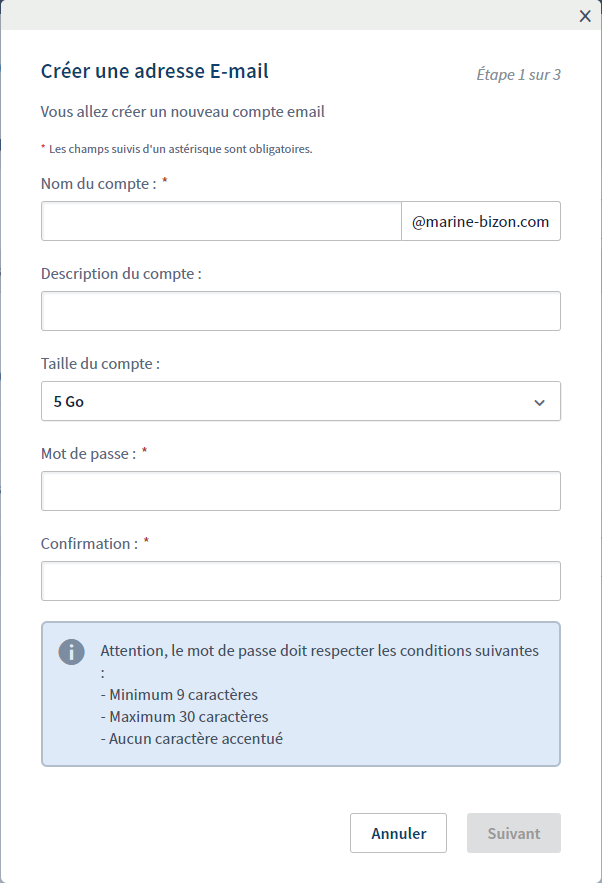 Créer une adresse E-mail
Étape 1 sur 3
Vous allez créer un nouveau compte email
* Les champs suivis d'un astérisque sont obligatoires.
Nom du compte : *
@marine-bizon.com
Description du compte :
Taille du compte :
5 Go
Mot de passe : *
Confirmation : *
Attention, le mot de passe doit respecter les conditions suivantes
:
- Minimum 9 caractères
- Maximum 30 caractères
- Aucun caractère accentué
Annuler
Suivant